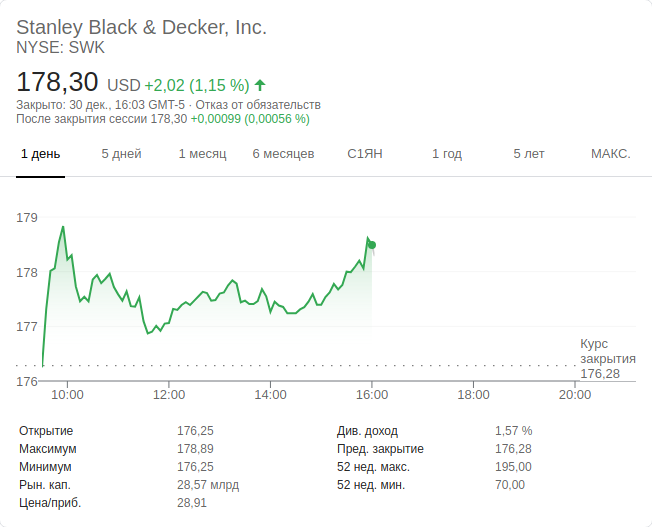 Stanley Black & Decker, Inc.
NYSE: SWK
178,30 USD +2,02 (1,15 %)
Закрыто: 30 дек., 16:03 GMT-5 · Отказ от обязательств
После закрытия сессии 178,30 +0,00099 (0,00056 %)
1 день 5 дней 1 месяц 6 месяцев С1ЯН 1 год 5 лет МАКС.
179
178
177
Курс
закрытия
176,28
176
10:00 12:00 14:00 16:00 18:00 20:00
Открытие 176,25 Див. доход 1,57 %
Максимум 178,89 Пред. закрытие 176,28
Минимум 176,25 52 нед. макс. 195,00
Рын. кап. 28,57 млрд 52 нед. мин. 70,00
Цена/приб. 28,91